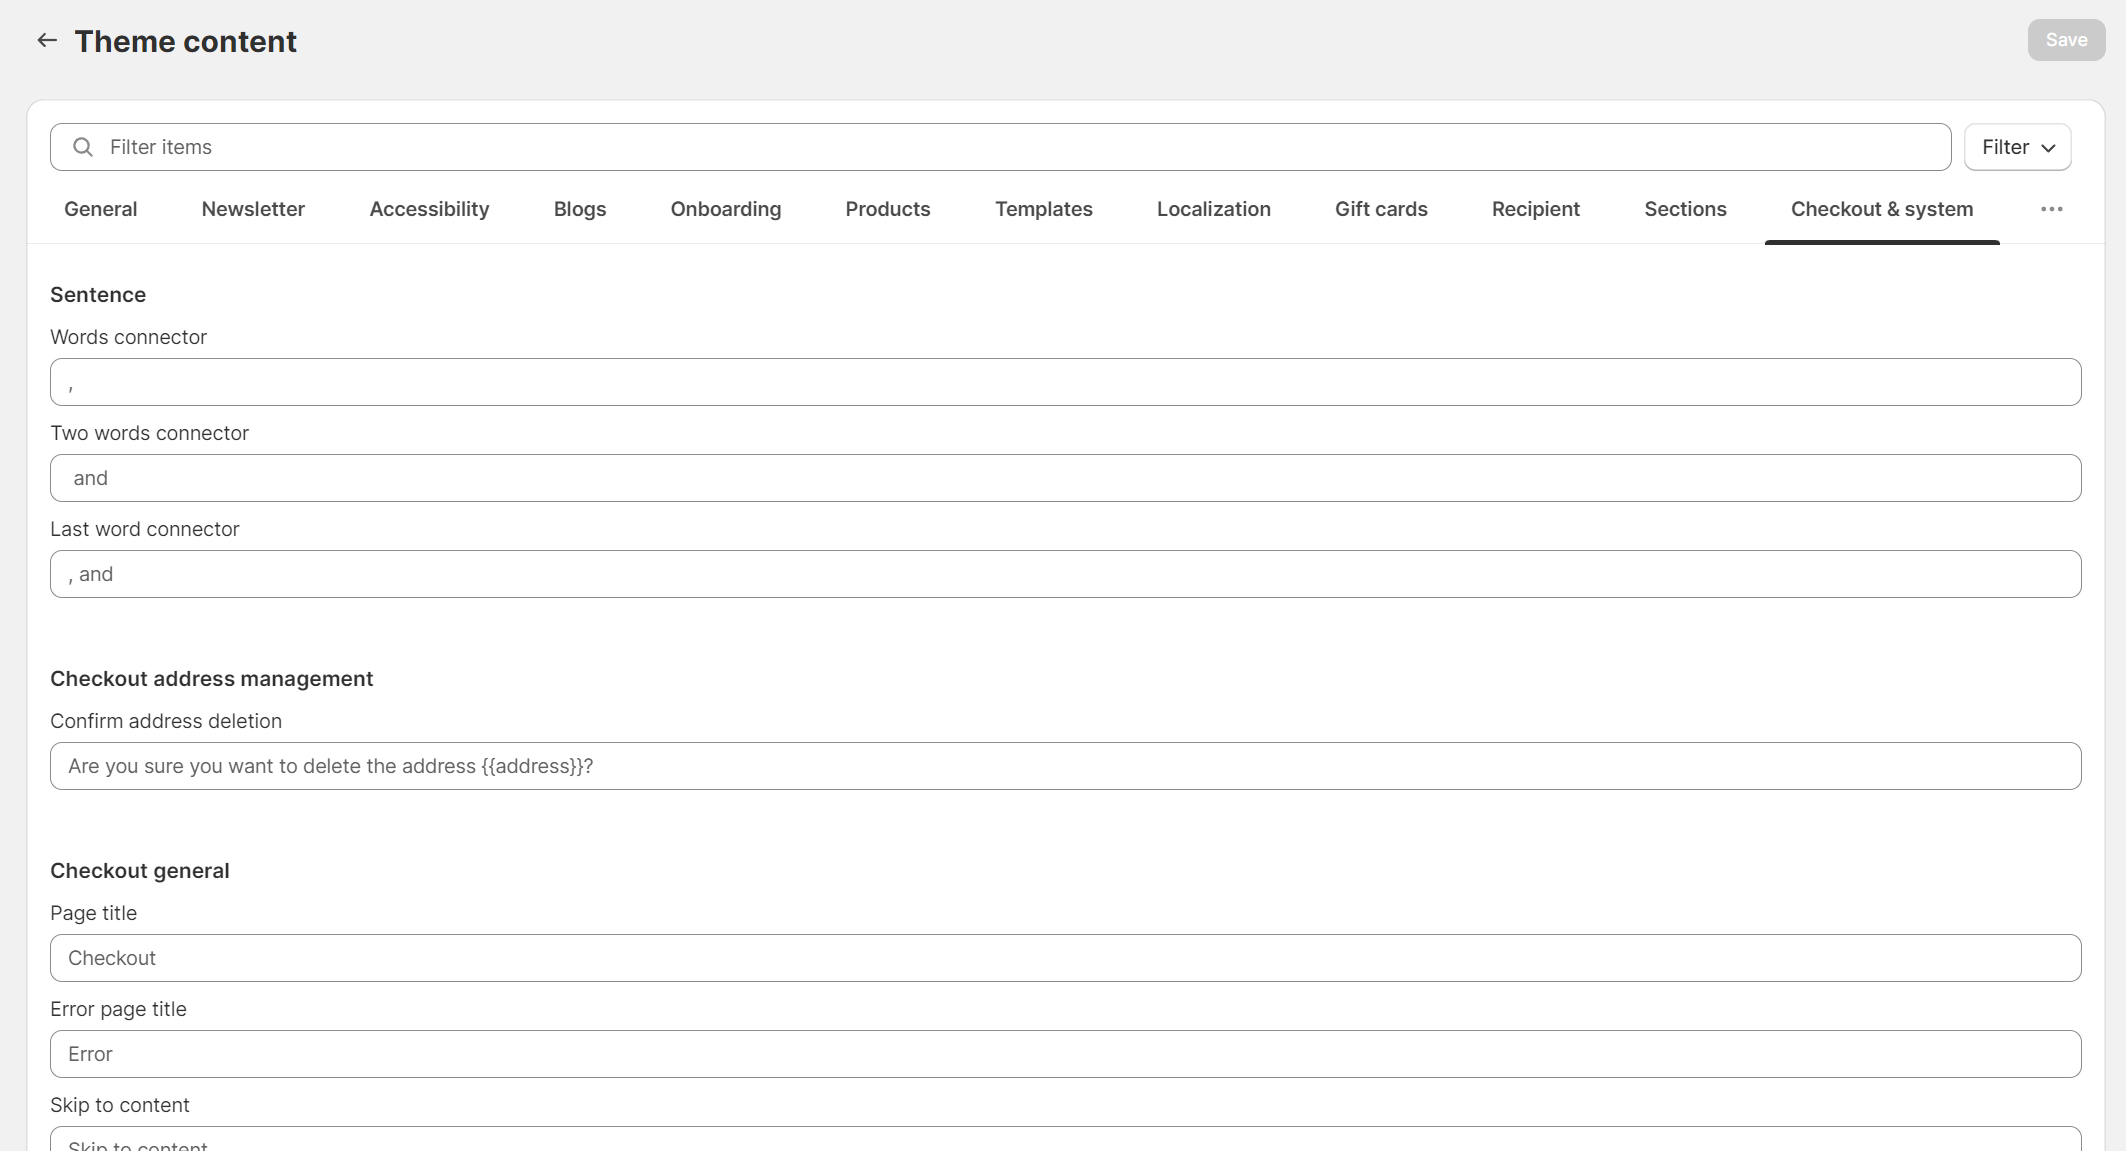 Theme content
Save
Filter items
Filter
General Newsletter Accessibility Blogs Onboarding Products Templates Localization Gift cards Recipient Sections Checkout & system
Sentence
Words connector
,
Two words connector
and
Last word connector
, and
Checkout address management
Confirm address deletion
Are you sure you want to delete the address {{address}}?
Checkout general
Page title
Checkout
Error page title
Error
Skip to content
Skip to content